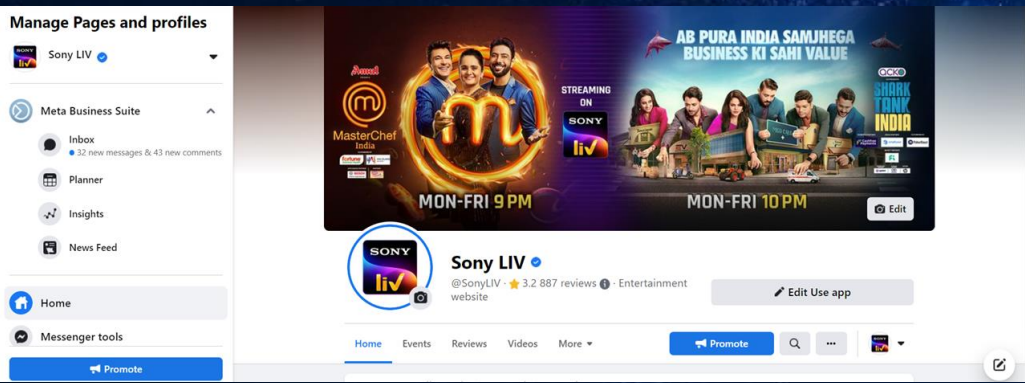 Manage Pages and profiles
Sony LIV
Meta Business Suite
Inbox
32 new messages & 43 new comments
Planner
Insights
News Feed
Home
Messenger tools
Promote
Amul
MasterChef
India
fortune
MON-FRI 9 PM
STREAMING
ON
SONY
liv
AB PURA INDIA SAMJHEGA
BUSINESS KI SAHI VALUE
acko
SHARK
TANK
INDIA
MON-FRI 10 PM
Edit
SONY
liv
Sony LIV
@SonyLIV · 3.2 887 reviews · Entertainment
website
Edit Use app
Home Events Reviews Videos More
Promote